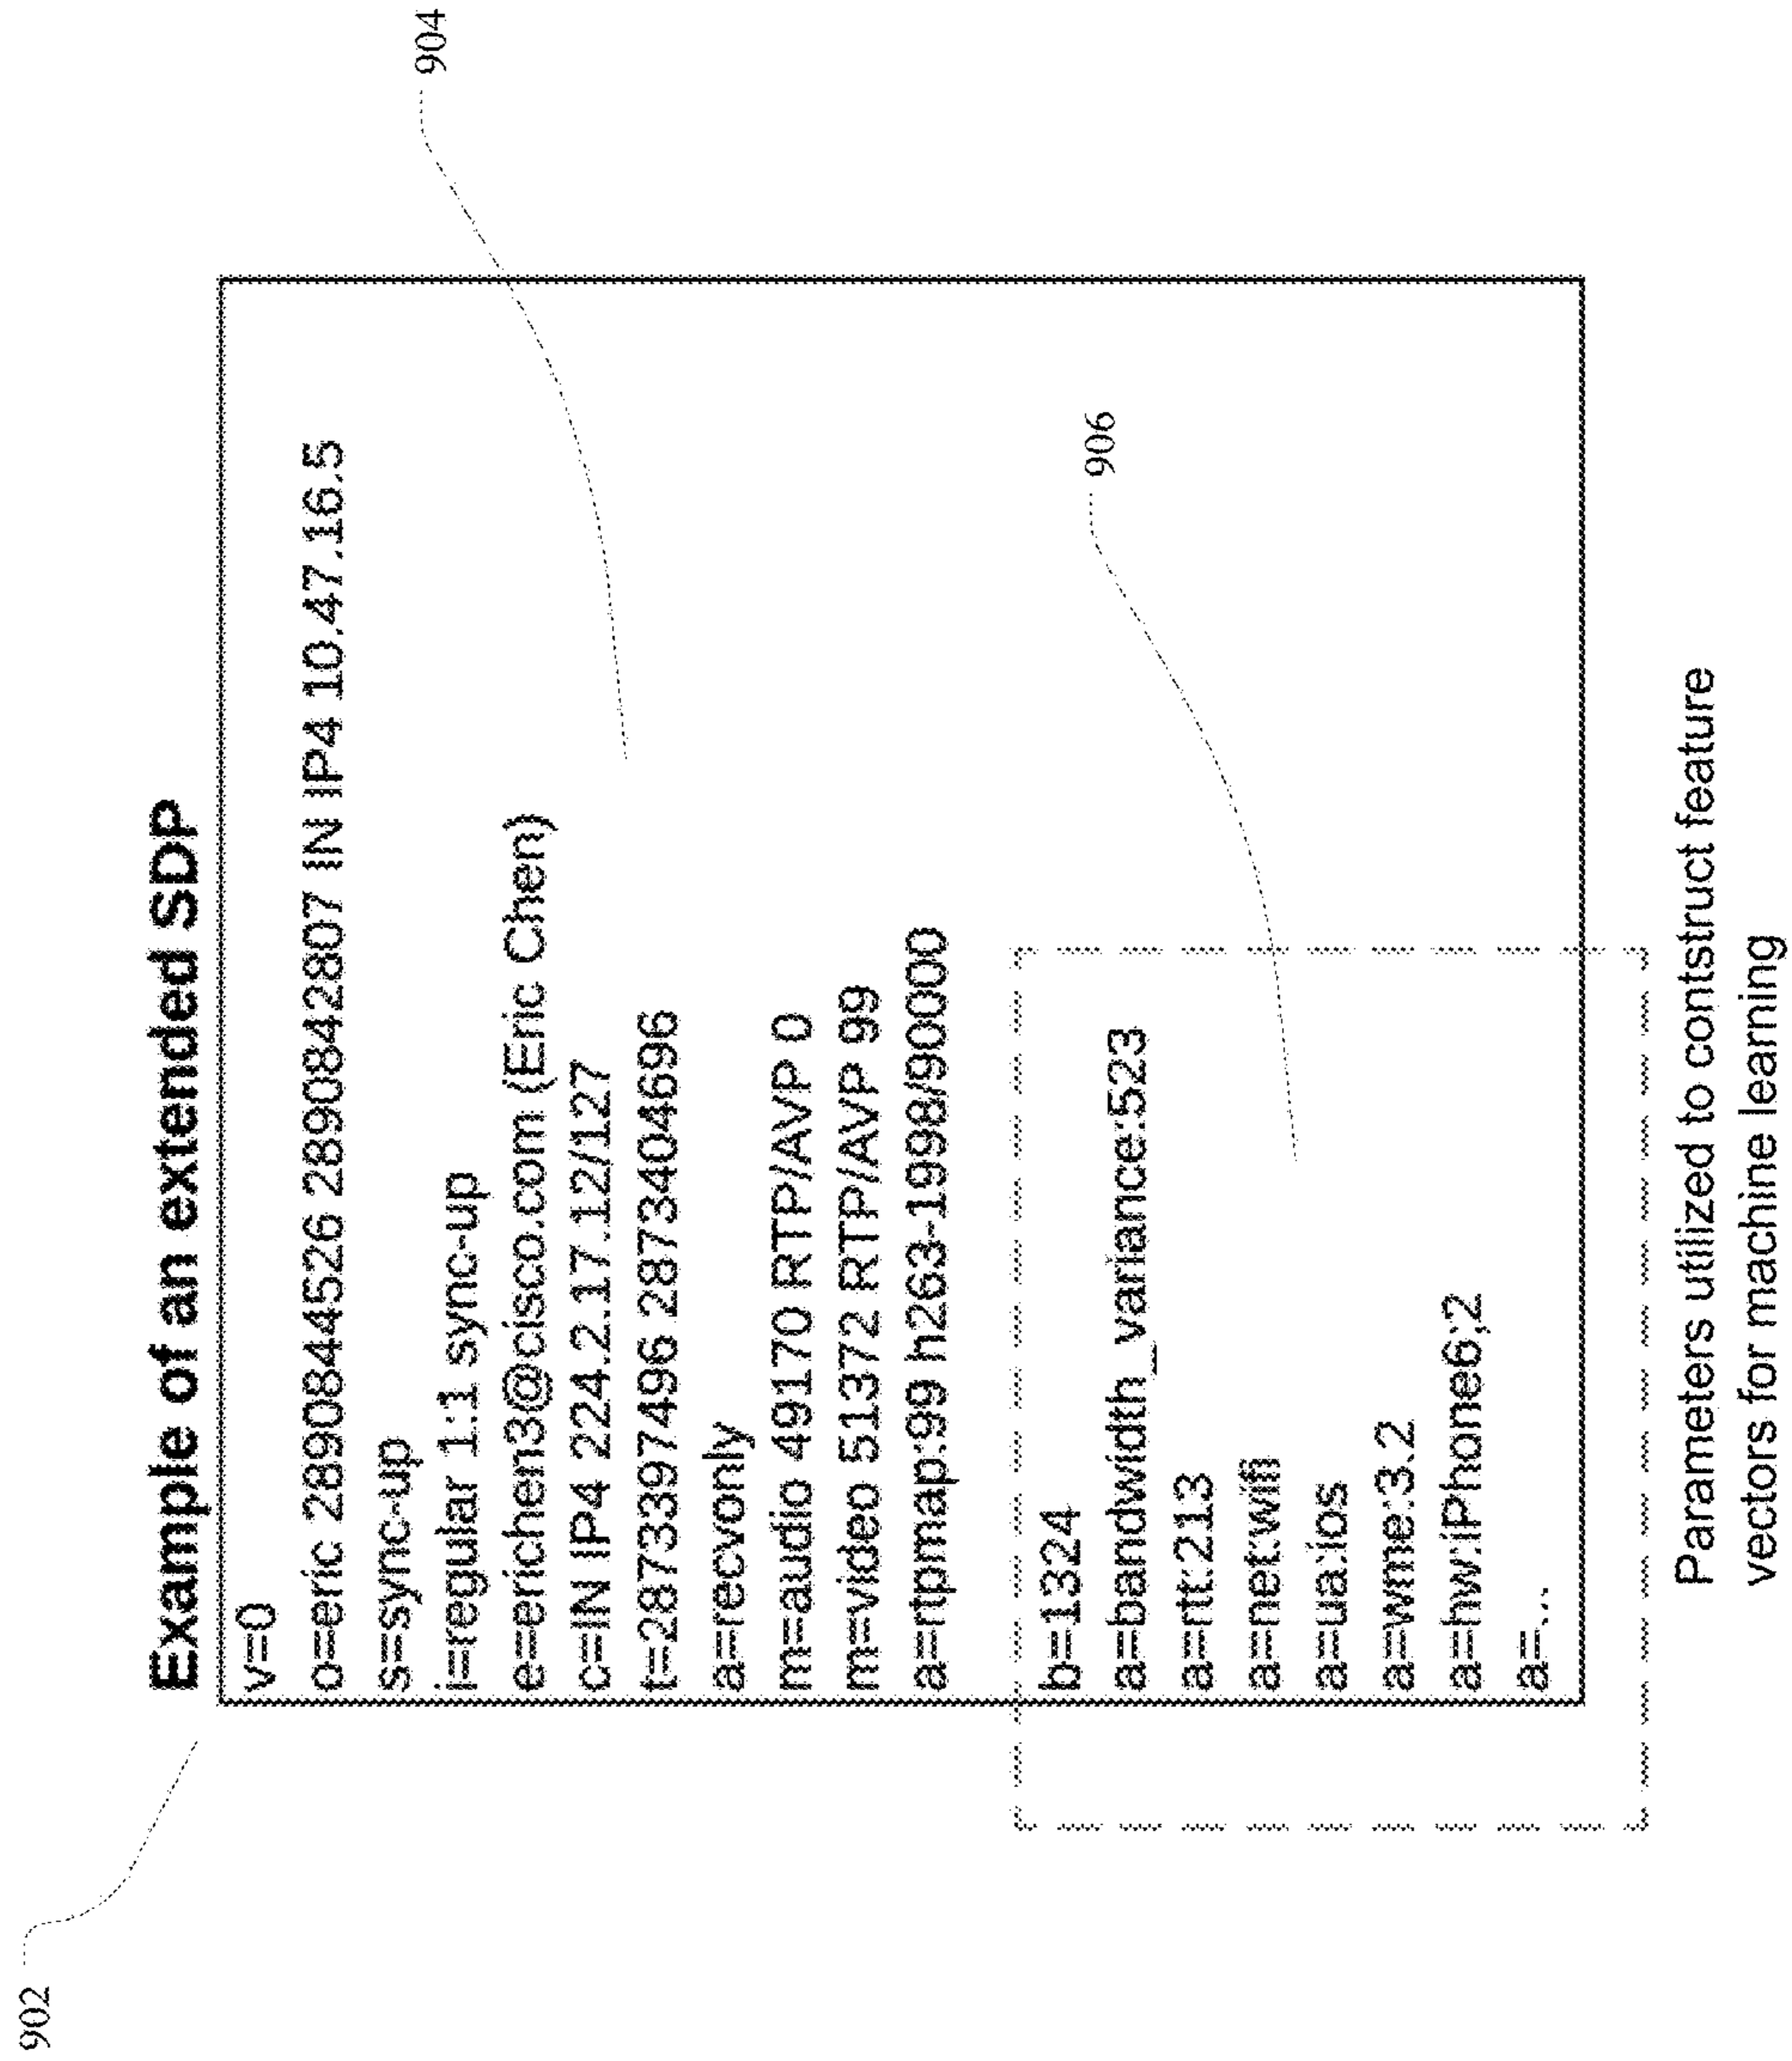 902
Example of an extended SDP
904
v=0
o=eric 2890844526 2890842807 IN IP4 10.47.16.5
s=sync-up
i=regular 1:1 sync-up
e=erichen3@cisco.com (Eric Chen)
c=IN IP4 224.2.17.12/127
t=2873397496 2873404696
a=recvonly
m=audio 49170 RTP/AVP 0
m=video 51372 RTP/AVP 99
a=rtpmap:99 h263-1998/90000
906
b=1324
a=bandwidth_variance:523
a=rtt:213
a=net:wifi
a=ua:ios
a=wme:3.2
a=hw:iPhone6;2
a=...
Parameters utilized to contstruct feature
vectors for machine learning